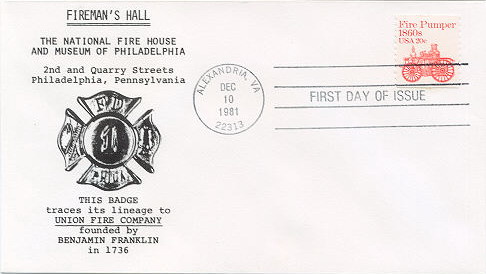 FIREMAN'S HALL
THE NATIONAL FIRE HOUSE
AND MUSEUM OF PHILADELPHIA
2nd and Quarry Streets
Philadelphia, Pennsylvania
THIS BADGE
traces its lineage to
UNION FIRE COMPANY
founded by
BENJAMIN FRANKLIN
in 1736
ALEXANDRIA, VA
DEC
10
1981
22313
FIRST DAY OF ISSUE
Fire Pumper
1860s
USA 20c